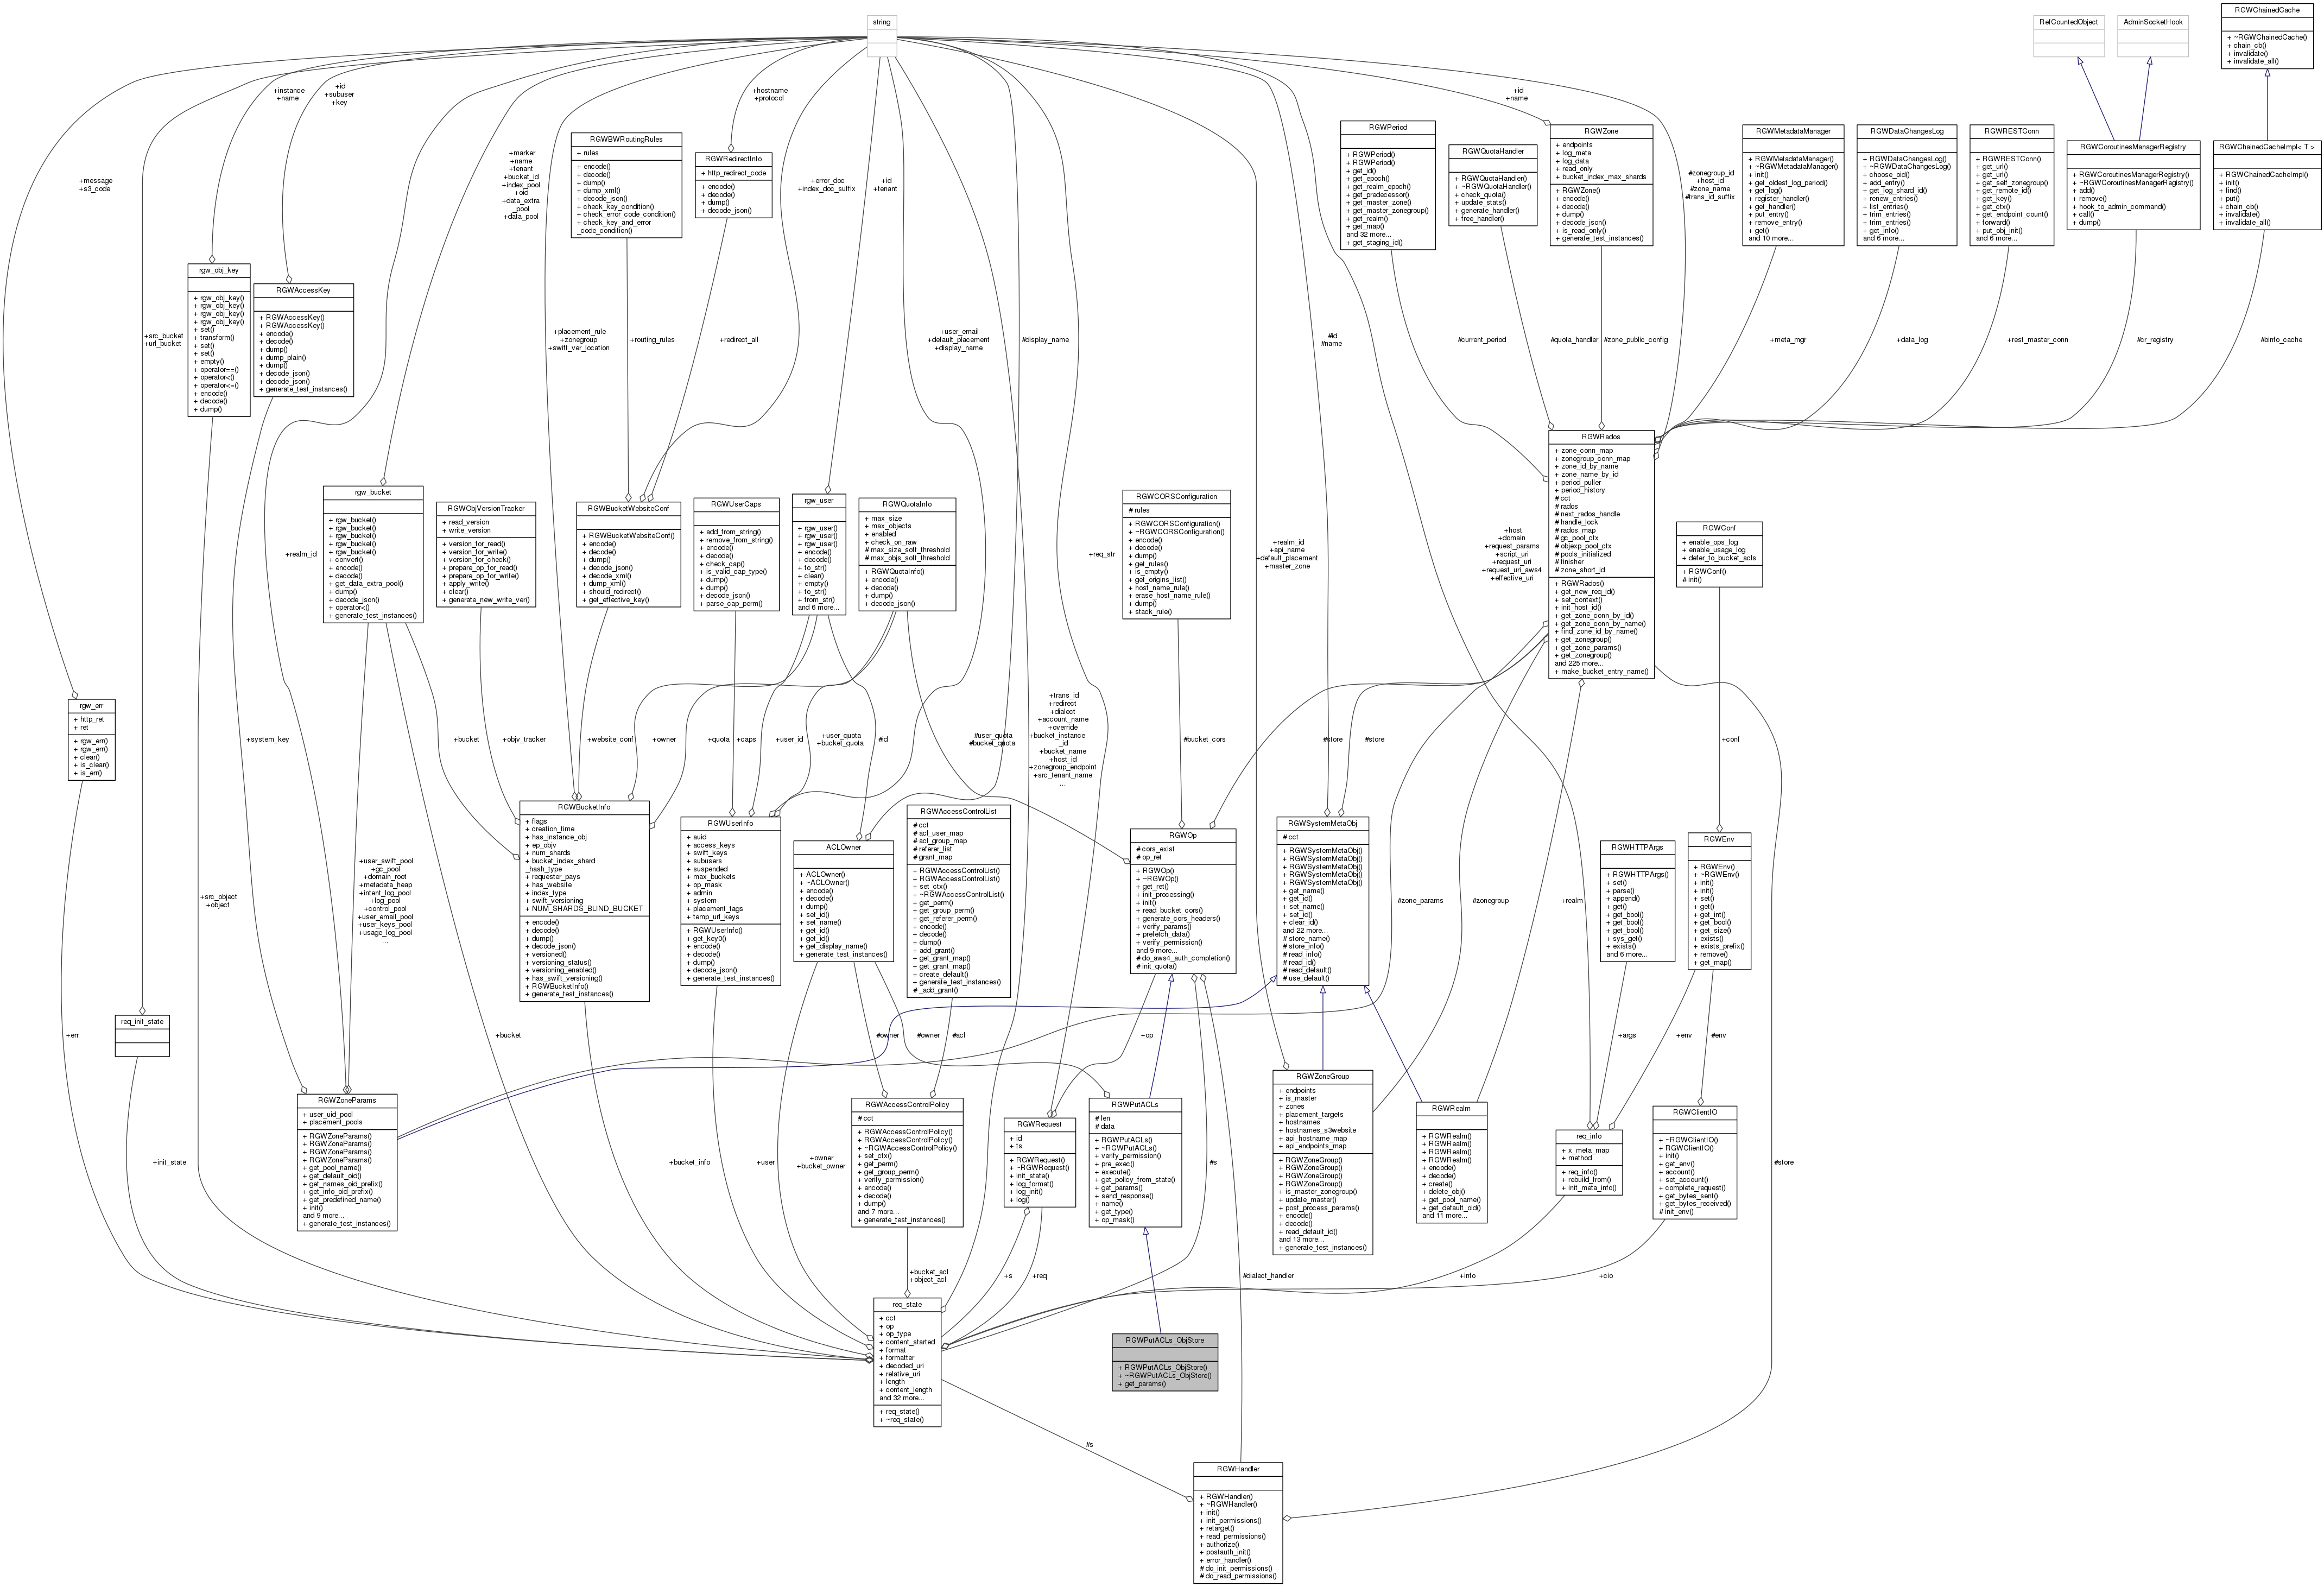 string
RefCountedObject
AdminSocketHook
RGWChainedCache
+ ~RGWChainedCache()
+ chain_cb()
+ invalidate()
+ invalidate_all()
+message
+s3_code
+src_bucket
+url_bucket
+instance
+name
+id
+subuser
+key
+marker
+name
+tenant
+bucket_id
+index_pool
+oid
+data_extra
_pool
+data_pool
+hostname
+protocol
+error_doc
+index_doc_suffix
+id
+tenant
+id
+name
#zonegroup_id
+host_id
#zone_name
#trans_id_suffix
RGWBWRoutingRules
+ rules
+ encode()
+ decode()
+ dump()
+ dump_xml()
+ decode_json()
+ check_key_condition()
+ check_error_code_condition()
+ check_key_and_error
_code_condition()
RGWRedirectInfo
+ http_redirect_code
+ encode()
+ decode()
+ dump()
+ decode_json()
RGWPeriod
+ RGWPeriod()
+ RGWPeriod()
+ get_id()
+ get_epoch()
+ get_realm_epoch()
+ get_predecessor()
+ get_master_zone()
+ get_master_zonegroup()
+ get_realm()
+ get_map()
and 32 more...
+ get_staging_id()
RGWQuotaHandler
+ RGWQuotaHandler()
+ ~RGWQuotaHandler()
+ check_quota()
+ update_stats()
+ generate_handler()
+ free_handler()
RGWZone
+ endpoints
+ log_meta
+ log_data
+ read_only
+ bucket_index_max_shards
+ RGWZone()
+ encode()
+ decode()
+ dump()
+ decode_json()
+ is_read_only()
+ generate_test_instances()
RGWMetadataManager
+ RGWMetadataManager()
+ ~RGWMetadataManager()
+ init()
+ get_oldest_log_period()
+ get_log()
+ register_handler()
+ get_handler()
+ put_entry()
+ remove_entry()
+ get()
and 10 more...
RGWDataChangesLog
+ RGWDataChangesLog()
+ ~RGWDataChangesLog()
+ choose_oid()
+ add_entry()
+ get_log_shard_id()
+ renew_entries()
+ list_entries()
+ trim_entries()
+ trim_entries()
+ get_info()
and 6 more...
RGWRESTConn
+ RGWRESTConn()
+ get_url()
+ get_url()
+ get_self_zonegroup()
+ get_remote_id()
+ get_key()
+ get_ctx()
+ get_endpoint_count()
+ forward()
+ put_obj_init()
and 6 more...
RGWCoroutinesManagerRegistry
+ RGWCoroutinesManagerRegistry()
+ ~RGWCoroutinesManagerRegistry()
+ add()
+ remove()
+ hook_to_admin_command()
+ call()
+ dump()
RGWChainedCacheImpl< T >
+ RGWChainedCacheImpl()
+ init()
+ find()
+ put()
+ chain_cb()
+ invalidate()
+ invalidate_all()
rgw_obj_key
+ rgw_obj_key()
+ rgw_obj_key()
+ rgw_obj_key()
+ rgw_obj_key()
+ set()
+ transform()
+ set()
+ set()
+ empty()
+ operator==()
+ operator<()
+ operator<=()
+ encode()
+ decode()
+ dump()
RGWAccessKey
+ RGWAccessKey()
+ RGWAccessKey()
+ encode()
+ decode()
+ dump()
+ dump_plain()
+ dump()
+ decode_json()
+ decode_json()
+ generate_test_instances()
+placement_rule
+zonegroup
+swift_ver_location
+routing_rules
+redirect_all
+user_email
+default_placement
+display_name
#display_name
#id
#name
#current_period
#quota_handler
#zone_public_config
+meta_mgr
+data_log
+rest_master_conn
#cr_registry
#binfo_cache
+realm_id
+req_str
+realm_id
+api_name
+default_placement
+master_zone
+host
+domain
+request_params
+script_uri
+request_uri
+request_uri_aws4
+effective_uri
rgw_bucket
+ rgw_bucket()
+ rgw_bucket()
+ rgw_bucket()
+ rgw_bucket()
+ rgw_bucket()
+ convert()
+ encode()
+ decode()
+ get_data_extra_pool()
+ dump()
+ decode_json()
+ operator<()
+ generate_test_instances()
RGWObjVersionTracker
+ read_version
+ write_version
+ version_for_read()
+ version_for_write()
+ version_for_check()
+ prepare_op_for_read()
+ prepare_op_for_write()
+ apply_write()
+ clear()
+ generate_new_write_ver()
RGWBucketWebsiteConf
+ RGWBucketWebsiteConf()
+ encode()
+ decode()
+ dump()
+ decode_json()
+ decode_xml()
+ dump_xml()
+ should_redirect()
+ get_effective_key()
RGWUserCaps
+ add_from_string()
+ remove_from_string()
+ encode()
+ decode()
+ check_cap()
+ is_valid_cap_type()
+ dump()
+ dump()
+ decode_json()
+ parse_cap_perm()
rgw_user
+ rgw_user()
+ rgw_user()
+ rgw_user()
+ encode()
+ decode()
+ to_str()
+ clear()
+ empty()
+ to_str()
+ from_str()
and 6 more...
RGWQuotaInfo
+ max_size
+ max_objects
+ enabled
+ check_on_raw
# max_size_soft_threshold
# max_objs_soft_threshold
+ RGWQuotaInfo()
+ encode()
+ decode()
+ dump()
+ decode_json()
RGWCORSConfiguration
# rules
+ RGWCORSConfiguration()
+ ~RGWCORSConfiguration()
+ encode()
+ decode()
+ dump()
+ get_rules()
+ is_empty()
+ get_origins_list()
+ host_name_rule()
+ erase_host_name_rule()
+ dump()
+ stack_rule()
RGWRados
+ zone_conn_map
+ zonegroup_conn_map
+ zone_id_by_name
+ zone_name_by_id
+ period_puller
+ period_history
# cct
# rados
# next_rados_handle
# handle_lock
# rados_map
# gc_pool_ctx
# objexp_pool_ctx
# pools_initialized
# finisher
# zone_short_id
+ RGWRados()
+ get_new_req_id()
+ set_context()
+ init_host_id()
+ get_zone_conn_by_id()
+ get_zone_conn_by_name()
+ find_zone_id_by_name()
+ get_zonegroup()
+ get_zone_params()
+ get_zonegroup()
and 225 more...
+ make_bucket_entry_name()
RGWConf
+ enable_ops_log
+ enable_usage_log
+ defer_to_bucket_acls
+ RGWConf()
# init()
rgw_err
+ http_ret
+ ret
+ rgw_err()
+ rgw_err()
+ clear()
+ is_clear()
+ is_err()
+system_key
+bucket
+objv_tracker
+website_conf
+owner
+quota
+caps
+user_id
+user_quota
+bucket_quota
#id
#user_quota
#bucket_quota
+trans_id
+redirect
+dialect
+account_name
+override
+bucket_instance
_id
+bucket_name
+host_id
+zonegroup_endpoint
+src_tenant_name
...
#bucket_cors
#store
#store
+conf
RGWBucketInfo
+ flags
+ creation_time
+ has_instance_obj
+ ep_objv
+ num_shards
+ bucket_index_shard
_hash_type
+ requester_pays
+ has_website
+ index_type
+ swift_versioning
+ NUM_SHARDS_BLIND_BUCKET
+ encode()
+ decode()
+ dump()
+ decode_json()
+ versioned()
+ versioning_status()
+ versioning_enabled()
+ has_swift_versioning()
+ RGWBucketInfo()
+ generate_test_instances()
RGWUserInfo
+ auid
+ access_keys
+ swift_keys
+ subusers
+ suspended
+ max_buckets
+ op_mask
+ admin
+ system
+ placement_tags
+ temp_url_keys
+ RGWUserInfo()
+ get_key0()
+ encode()
+ decode()
+ dump()
+ decode_json()
+ generate_test_instances()
ACLOwner
+ ACLOwner()
+ ~ACLOwner()
+ encode()
+ decode()
+ dump()
+ set_id()
+ set_name()
+ get_id()
+ get_id()
+ get_display_name()
+ generate_test_instances()
RGWAccessControlList
# cct
# acl_user_map
# acl_group_map
# referer_list
# grant_map
+ RGWAccessControlList()
+ RGWAccessControlList()
+ set_ctx()
+ ~RGWAccessControlList()
+ get_perm()
+ get_group_perm()
+ get_referer_perm()
+ encode()
+ decode()
+ dump()
+ add_grant()
+ get_grant_map()
+ get_grant_map()
+ create_default()
+ generate_test_instances()
# _add_grant()
RGWOp
# cors_exist
# op_ret
+ RGWOp()
+ ~RGWOp()
+ get_ret()
+ init_processing()
+ init()
+ read_bucket_cors()
+ generate_cors_headers()
+ verify_params()
+ prefetch_data()
+ verify_permission()
and 9 more...
# do_aws4_auth_completion()
# init_quota()
RGWSystemMetaObj
# cct
+ RGWSystemMetaObj()
+ RGWSystemMetaObj()
+ RGWSystemMetaObj()
+ RGWSystemMetaObj()
+ RGWSystemMetaObj()
+ get_name()
+ get_id()
+ set_name()
+ set_id()
+ clear_id()
and 22 more...
# store_name()
# store_info()
# read_info()
# read_id()
# read_default()
# use_default()
RGWHTTPArgs
+ RGWHTTPArgs()
+ set()
+ parse()
+ append()
+ get()
+ get_bool()
+ get_bool()
+ get_bool()
+ sys_get()
+ exists()
and 6 more...
RGWEnv
+ RGWEnv()
+ ~RGWEnv()
+ init()
+ init()
+ set()
+ get()
+ get_int()
+ get_bool()
+ get_size()
+ exists()
+ exists_prefix()
+ remove()
+ get_map()
+user_swift_pool
+gc_pool
+domain_root
+metadata_heap
+intent_log_pool
+log_pool
+control_pool
+user_email_pool
+user_keys_pool
+usage_log_pool
...
+src_object
+object
#zone_params
#zonegroup
+realm
req_init_state
+err
+bucket
#owner
#owner
#acl
+op
+args
+env
#env
RGWZoneParams
+ user_uid_pool
+ placement_pools
+ RGWZoneParams()
+ RGWZoneParams()
+ RGWZoneParams()
+ RGWZoneParams()
+ get_pool_name()
+ get_default_oid()
+ get_names_oid_prefix()
+ get_info_oid_prefix()
+ get_predefined_name()
+ init()
and 9 more...
+ generate_test_instances()
RGWAccessControlPolicy
# cct
+ RGWAccessControlPolicy()
+ RGWAccessControlPolicy()
+ ~RGWAccessControlPolicy()
+ set_ctx()
+ get_perm()
+ get_group_perm()
+ verify_permission()
+ encode()
+ decode()
+ dump()
and 7 more...
+ generate_test_instances()
RGWRequest
+ id
+ ts
+ RGWRequest()
+ ~RGWRequest()
+ init_state()
+ log_format()
+ log_init()
+ log()
RGWPutACLs
# len
# data
+ RGWPutACLs()
+ ~RGWPutACLs()
+ verify_permission()
+ pre_exec()
+ execute()
+ get_policy_from_state()
+ get_params()
+ send_response()
+ name()
+ get_type()
+ op_mask()
RGWZoneGroup
+ endpoints
+ is_master
+ zones
+ placement_targets
+ hostnames
+ hostnames_s3website
+ api_hostname_map
+ api_endpoints_map
+ RGWZoneGroup()
+ RGWZoneGroup()
+ RGWZoneGroup()
+ RGWZoneGroup()
+ is_master_zonegroup()
+ update_master()
+ post_process_params()
+ encode()
+ decode()
+ read_default_id()
and 13 more...
+ generate_test_instances()
RGWRealm
+ RGWRealm()
+ RGWRealm()
+ RGWRealm()
+ RGWRealm()
+ encode()
+ decode()
+ create()
+ delete_obj()
+ get_pool_name()
+ get_default_oid()
and 11 more...
req_info
+ x_meta_map
+ method
+ req_info()
+ rebuild_from()
+ init_meta_info()
RGWClientIO
+ ~RGWClientIO()
+ RGWClientIO()
+ init()
+ get_env()
+ account()
+ set_account()
+ complete_request()
+ get_bytes_sent()
+ get_bytes_received()
# init_env()
+init_state
+bucket_info
+user
+owner
+bucket_owner
#s
#store
+bucket_acl
+object_acl
+s
+req
#dialect_handler
+info
+cio
req_state
+ cct
+ op
+ op_type
+ content_started
+ format
+ formatter
+ decoded_uri
+ relative_uri
+ length
+ content_length
and 32 more...
+ req_state()
+ ~req_state()
RGWPutACLs_ObjStore
+ RGWPutACLs_ObjStore()
+ ~RGWPutACLs_ObjStore()
+ get_params()
#s
RGWHandler
+ RGWHandler()
+ ~RGWHandler()
+ init()
+ init_permissions()
+ retarget()
+ read_permissions()
+ authorize()
+ postauth_init()
+ error_handler()
# do_init_permissions()
# do_read_permissions()